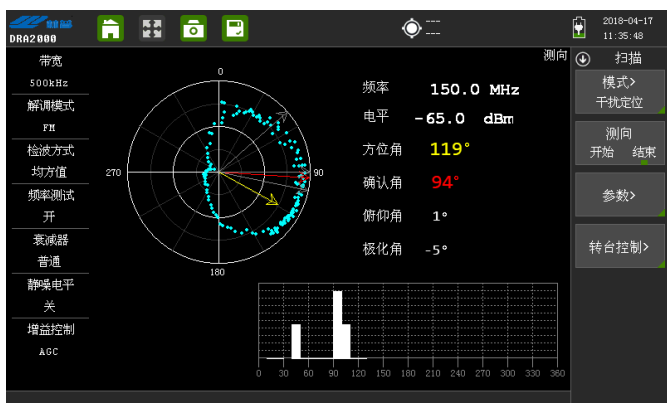 DRA2000
---
---
2018-04-17
11:35:48
带宽
500kHz
解调模式
FM
检波方式
均方值
频率测试
开
衰减器
普通
静噪电平
关
增益控制
AGC
测向
0
90
180
270
频率 150.0 MHz
电平 -65.0 dBm
方位角 119°
确认角 94°
俯仰角 1°
极化角 -5°
0 30 60 90 120 150 180 210 240 270 300 330 360
扫描
模式>
干扰定位
测向
开始 结束
参数>
转台控制>